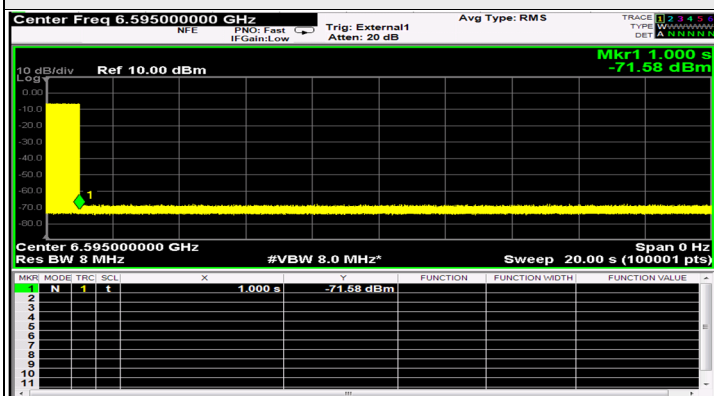 Center Freq 6.595000000 GHz
NFE
PNO: Fast
IFGain:Low
Trig: External1
Atten: 20 dB
Avg Type: RMS
TRACE 1 2 3 4 5 6
TYPE WWWWWW
DET A N N N N N
Mkr1 1.000 s
-71.58 dBm
10 dB/div Ref 10.00 dBm
Log
0.00
-10.0
-20.0
-30.0
-40.0
-50.0
-60.0
-70.0
-80.0
1
Center 6.595000000 GHz Span 0 Hz
Res BW 8 MHz #VBW 8.0 MHz* Sweep 20.00 s (100001 pts)
MKR MODE TRC SCL X Y FUNCTION FUNCTION WIDTH FUNCTION VALUE
1 N 1 t 1.000 s -71.58 dBm
2
3
4
5
6
7
8
9
10
11